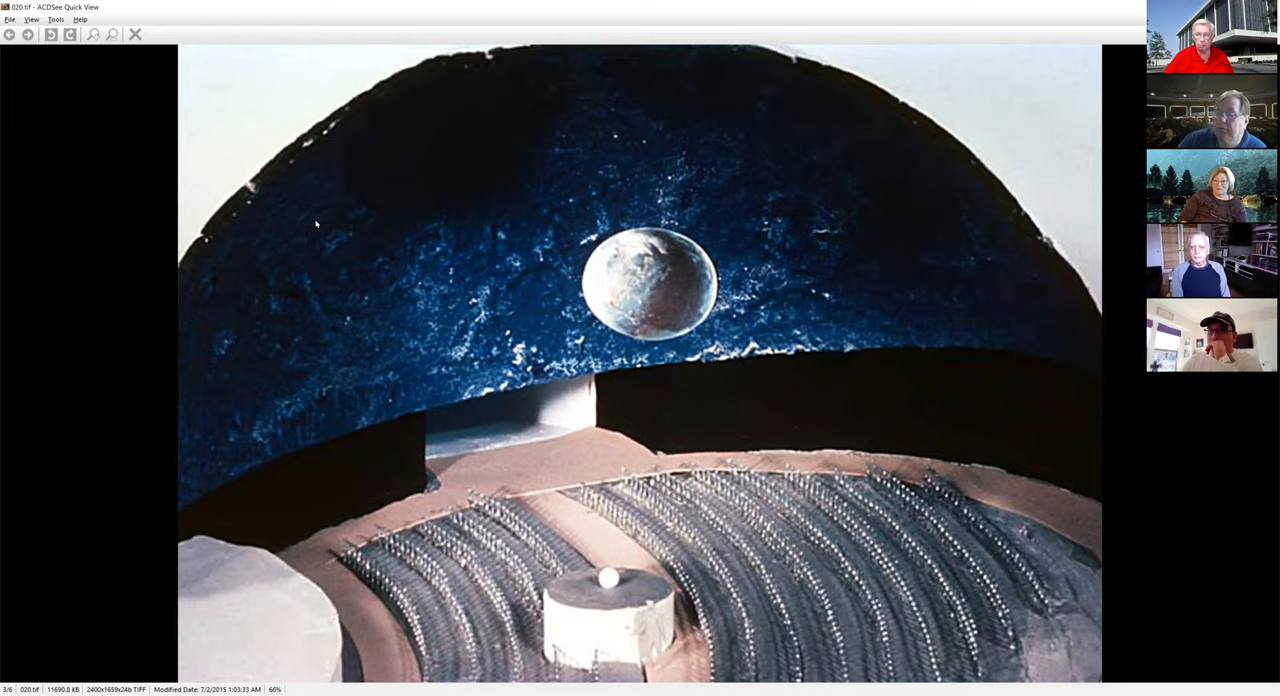 020.tif - ACDSee Quick View
File View Tools Help
3/6 020.tif 11690.8 KB 2400x1659x24b TIFF Modified Date: 7/2/2015 1:03:33 AM 66%